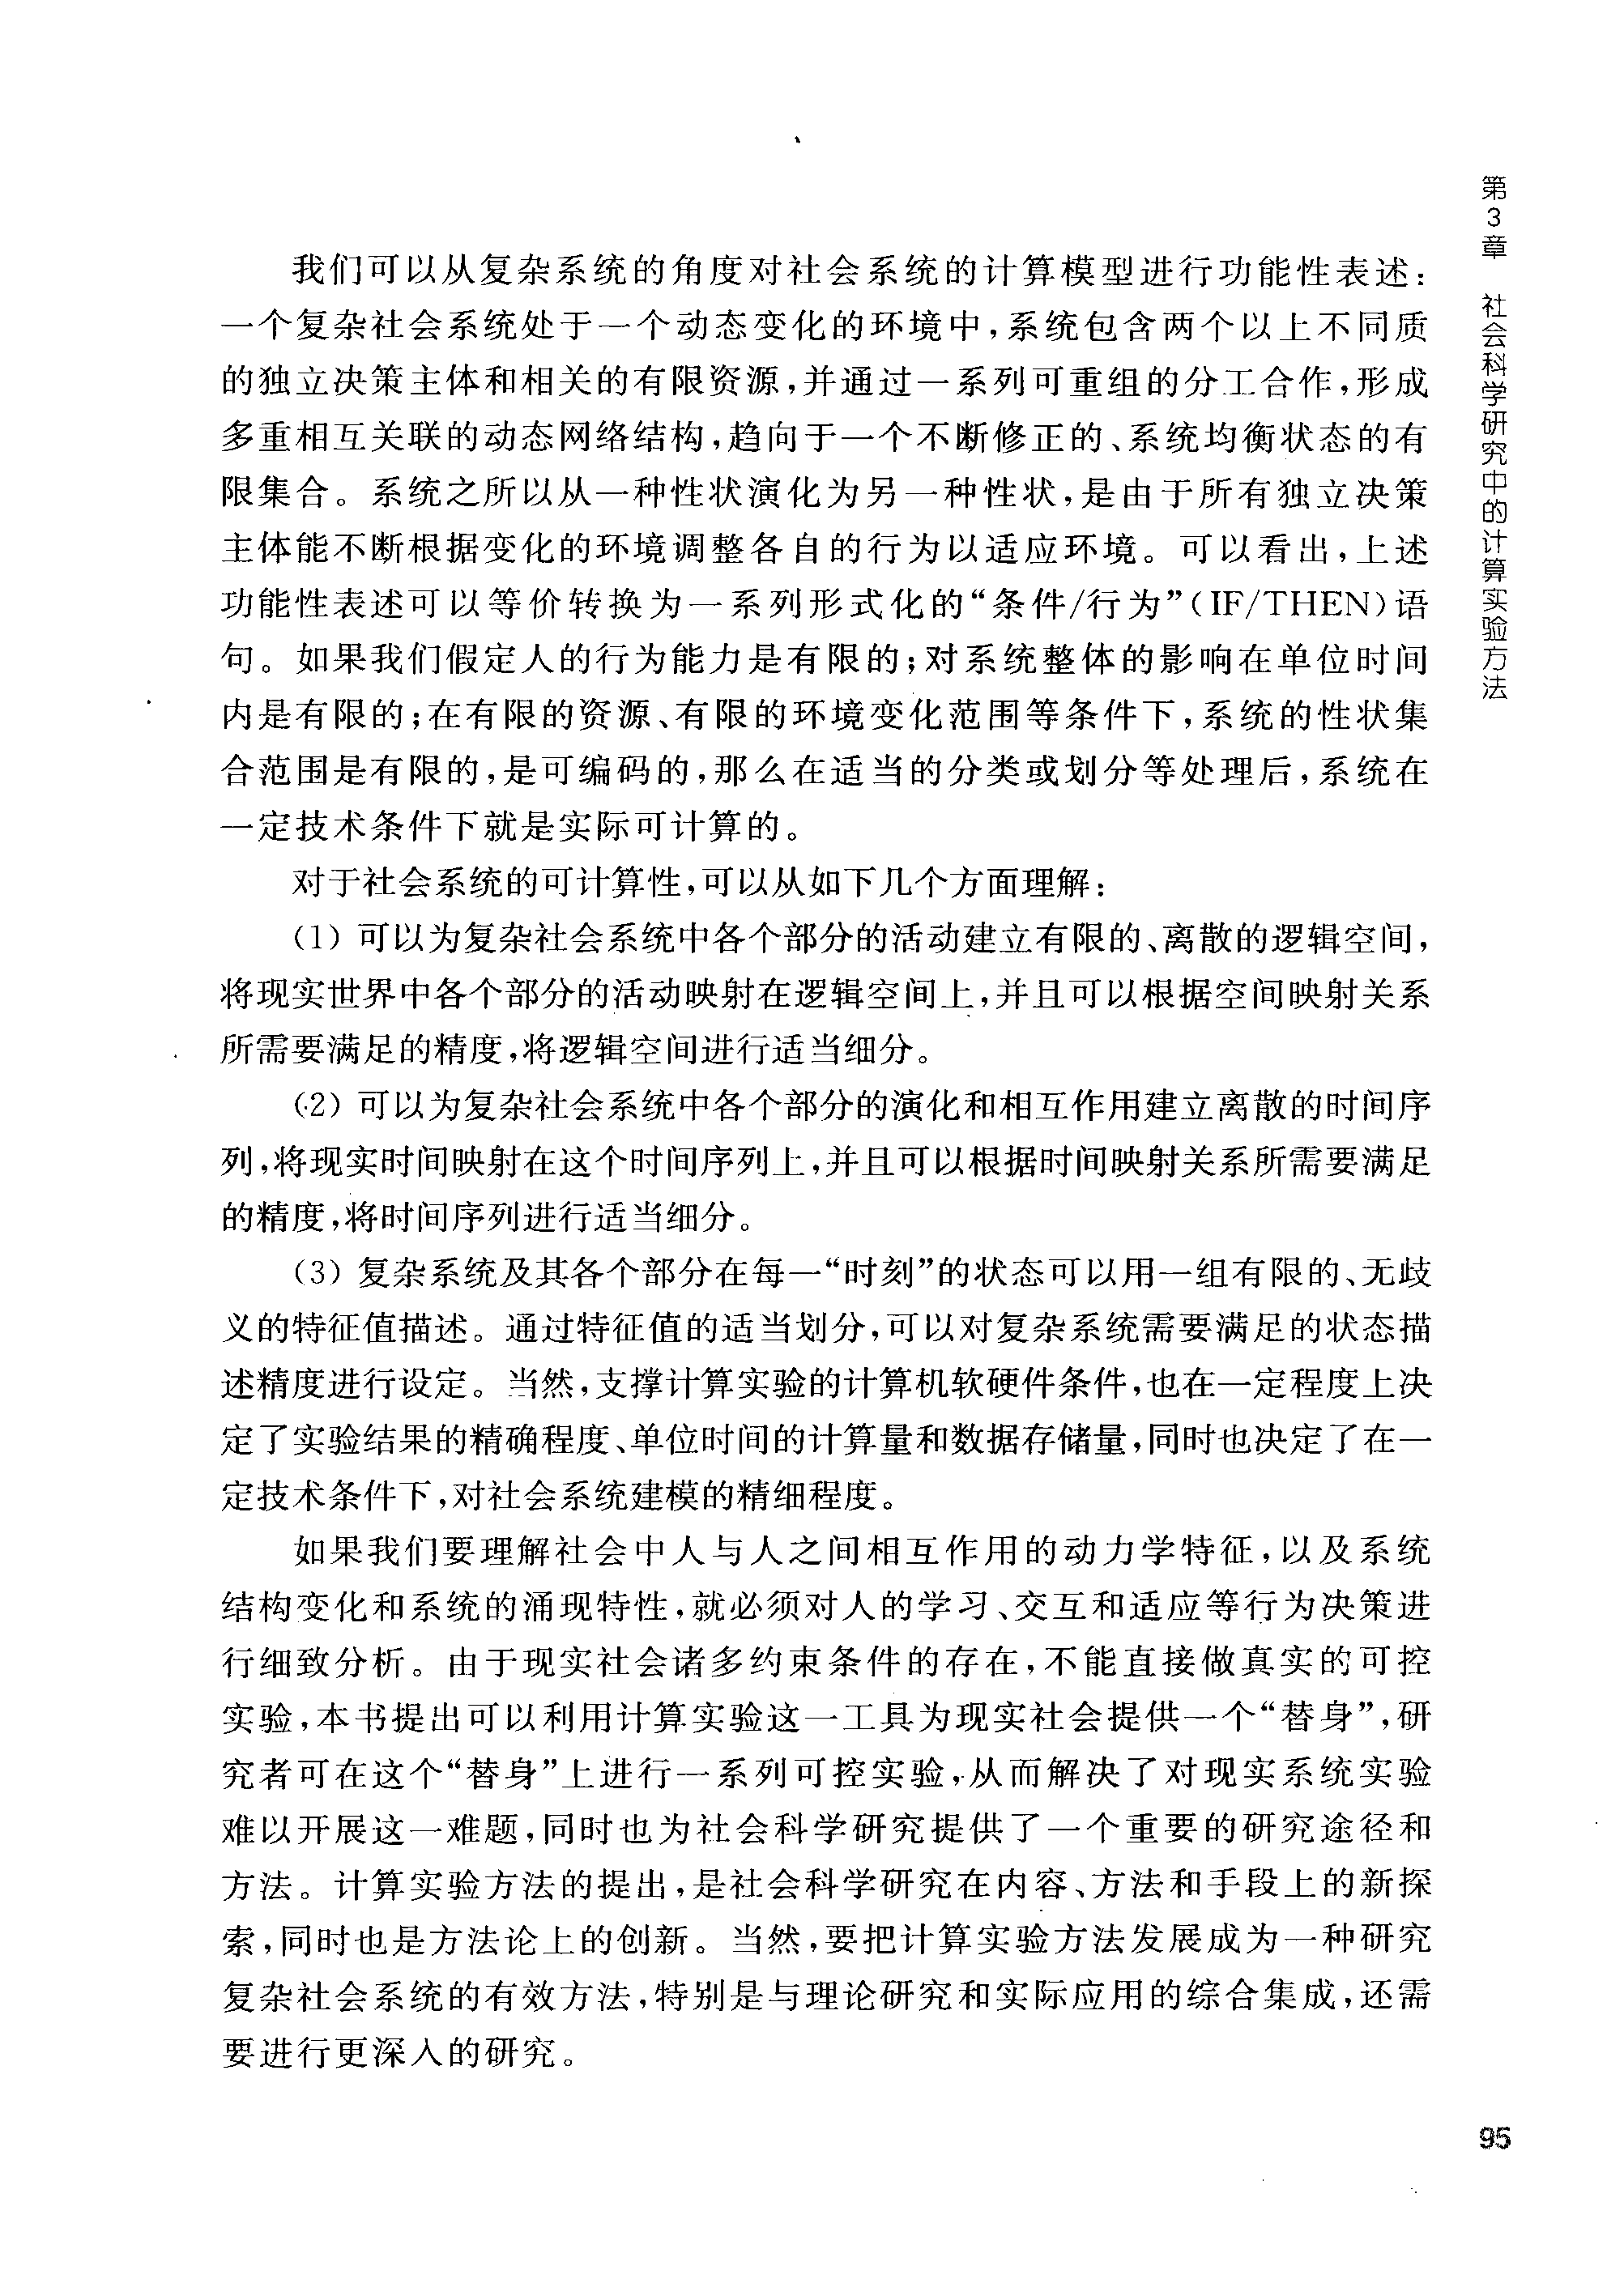 第3章 社会科学研究中的计算实验方法
我们可以从复杂系统的角度对社会系统的计算模型进行功能性表述：
一个复杂社会系统处于一个动态变化的环境中，系统包含两个以上不同质
的独立决策主体和相关的有限资源，并通过一系列可重组的分工合作，形成
多重相互关联的动态网络结构，趋向于一个不断修正的、系统均衡状态的有
限集合。系统之所以从一种性状演化为另一种性状，是由于所有独立决策
主体能不断根据变化的环境调整各自的行为以适应环境。可以看出，上述
功能性表述可以等价转换为一系列形式化的“条件/行为”(IF/THEN)语
句。如果我们假定人的行为能力是有限的；对系统整体的影响在单位时间
内是有限的；在有限的资源、有限的环境变化范围等条件下，系统的性状集
合范围是有限的，是可编码的，那么在适当的分类或划分等处理后，系统在
一定技术条件下就是实际可计算的。
对于社会系统的可计算性，可以从如下几个方面理解：
（1）可以为复杂社会系统中各个部分的活动建立有限的、离散的逻辑空间，
将现实世界中各个部分的活动映射在逻辑空间上，并且可以根据空间映射关系
所需要满足的精度，将逻辑空间进行适当细分。
（2）可以为复杂社会系统中各个部分的演化和相互作用建立离散的时间序
列，将现实时间映射在这个时间序列上，并且可以根据时间映射关系所需要满足
的精度，将时间序列进行适当细分。
（3）复杂系统及其各个部分在每一“时刻”的状态可以用一组有限的、无歧
义的特征值描述。通过特征值的适当划分，可以对复杂系统需要满足的状态描
述精度进行设定。当然，支撑计算实验的计算机软硬件条件，也在一定程度上决
定了实验结果的精确程度、单位时间的计算量和数据存储量，同时也决定了在一
定技术条件下，对社会系统建模的精细程度。
如果我们要理解社会中人与人之间相互作用的动力学特征，以及系统
结构变化和系统的涌现特性，就必须对人的学习、交互和适应等行为决策进
行细致分析。由于现实社会诸多约束条件的存在，不能直接做真实的可控
实验，本书提出可以利用计算实验这一工具为现实社会提供一个“替身”，研
究者可在这个“替身”上进行一系列可控实验，从而解决了对现实系统实验
难以开展这一难题，同时也为社会科学研究提供了一个重要的研究途径和
方法。计算实验方法的提出，是社会科学研究在内容、方法和手段上的新探
索，同时也是方法论上的创新。当然，要把计算实验方法发展成为一种研究
复杂社会系统的有效方法，特别是与理论研究和实际应用的综合集成，还需
要进行更深入的研究。
95